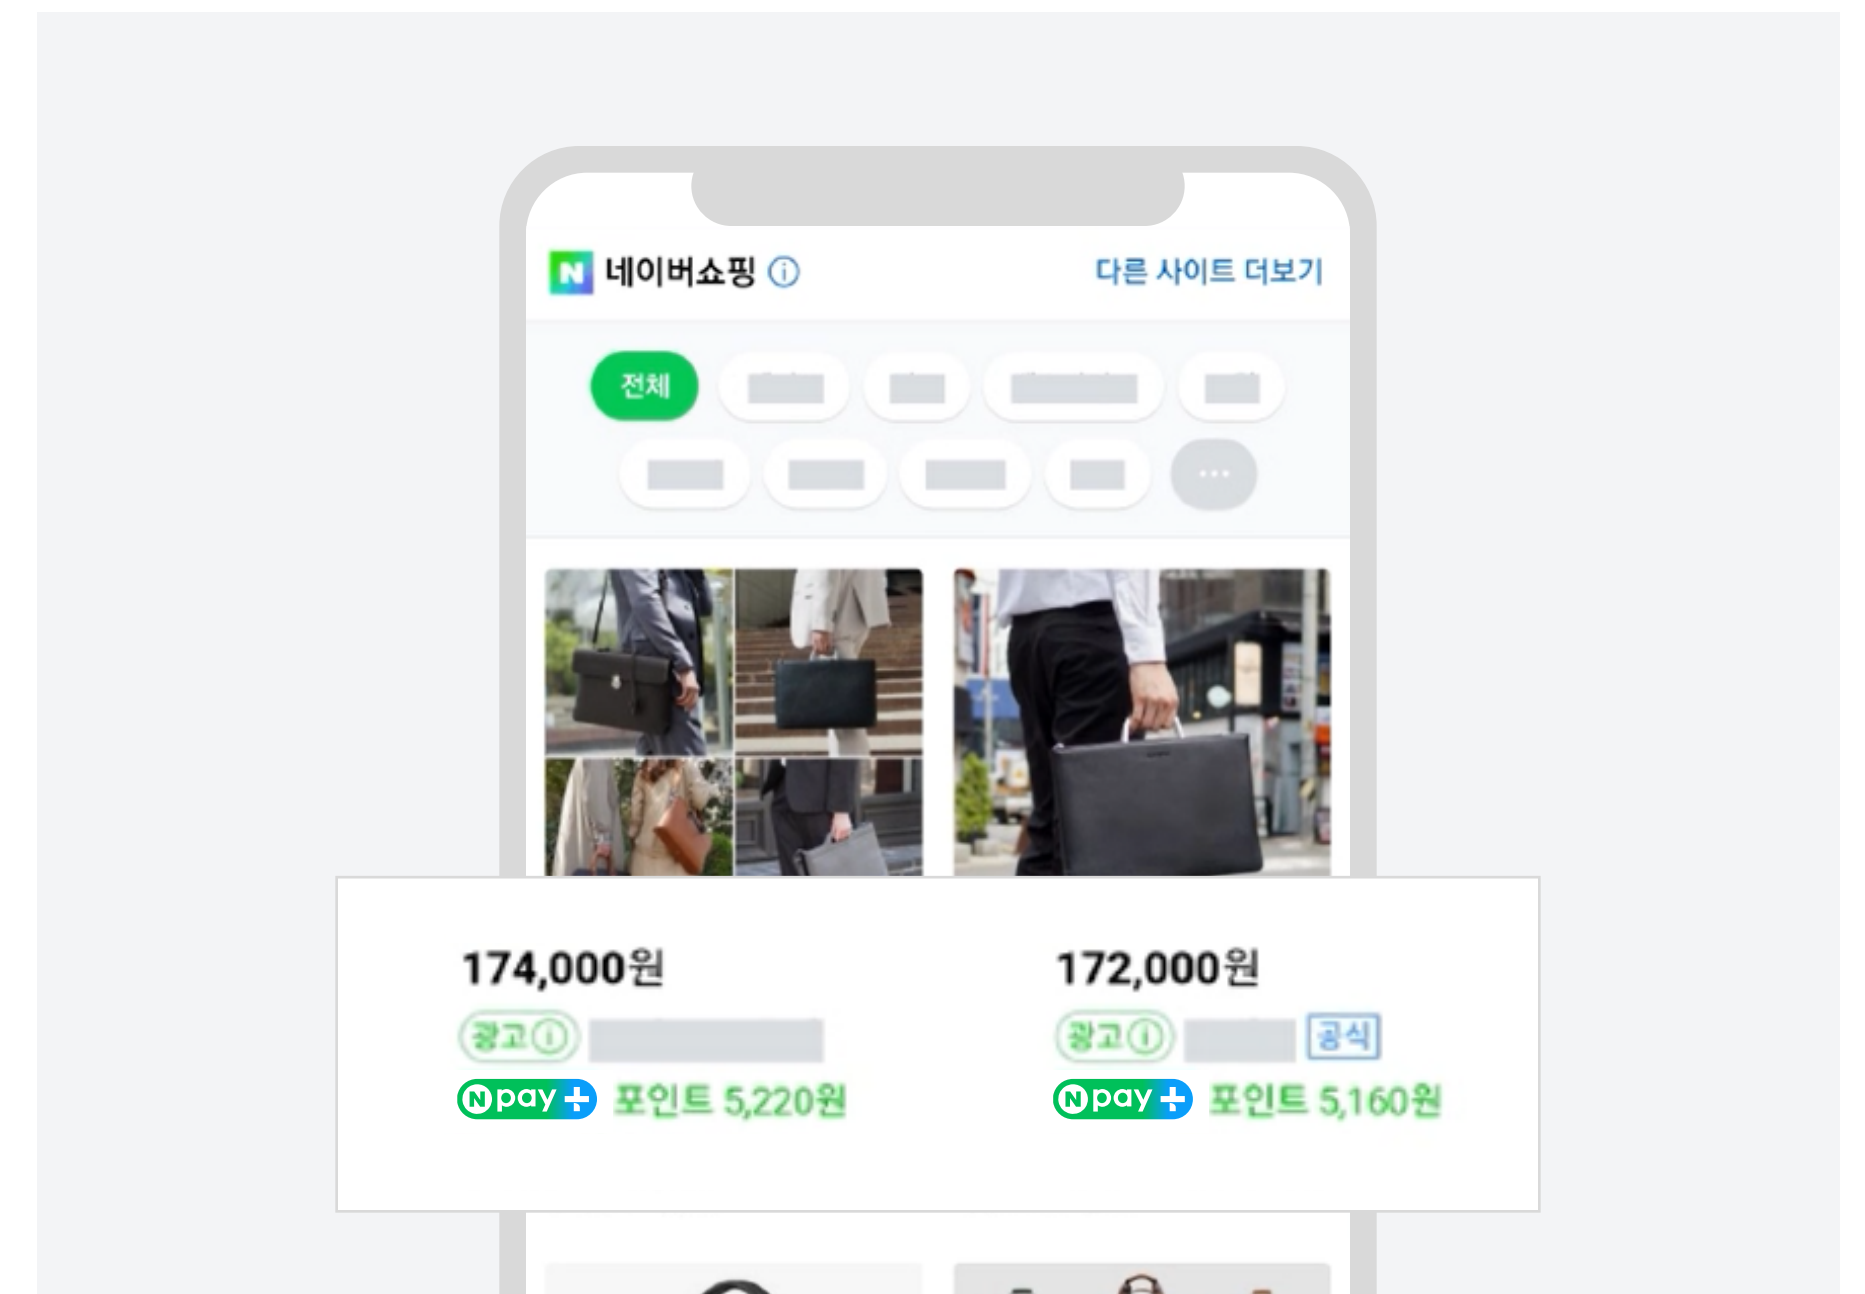 N 네이버쇼핑 ⓘ
다른 사이트 더보기
전체
174,000원
광고 ⓘ
N pay+ 포인트 5,220원
172,000원
광고 ⓘ 공식
N pay+ 포인트 5,160원